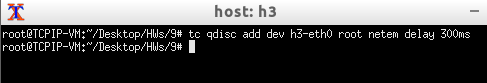 host: h3
root@TCPIP-VM:~/Desktop/HWs/9# tc qdisc add dev h3-eth0 root netem delay 300ms
root@TCPIP-VM:~/Desktop/HWs/9#